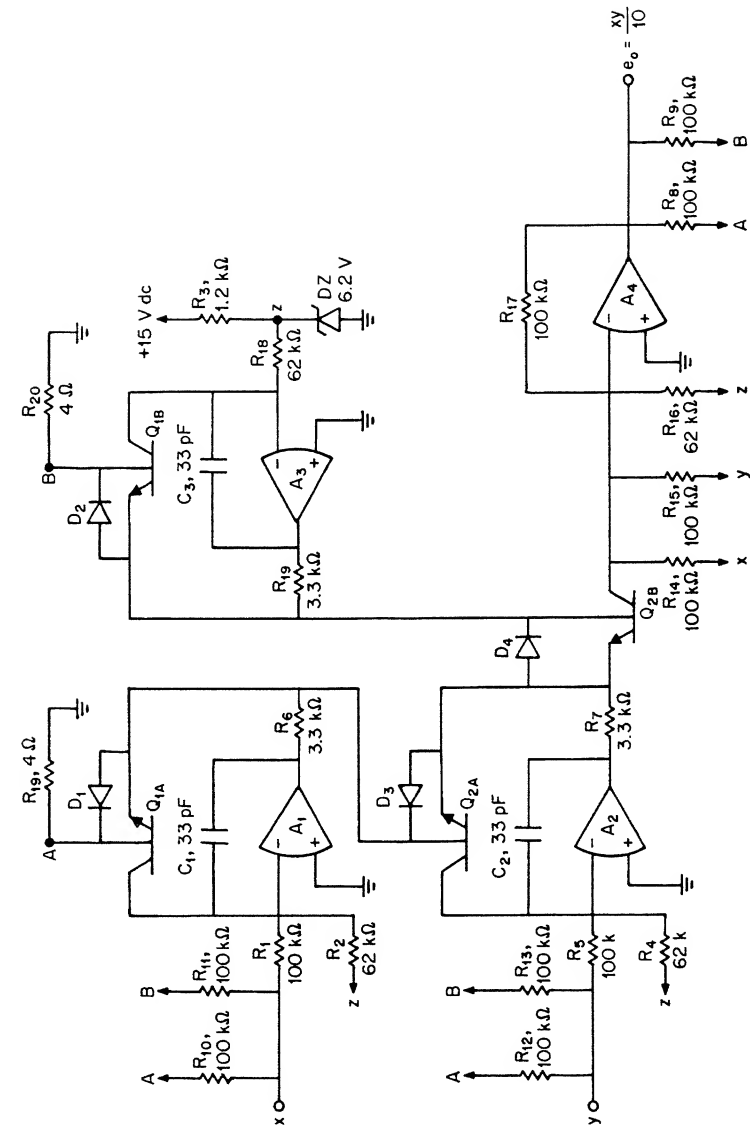 A
R19, 4 Ω
D1
Q1A
C1, 33 pF
A1
−
+
R6
3.3 kΩ
A
R10,
100 kΩ
B
R11,
100 kΩ
x
R1
100 kΩ
R2
62 kΩ
z
B
R20
4 Ω
D2
Q1B
C3, 33 pF
A3
−
+
R19
3.3 kΩ
+15 V dc
R3,
1.2 kΩ
z
R18
62 kΩ
DZ
6.2 V
D3
Q2A
C2, 33 pF
A2
−
+
R7
3.3 kΩ
D4
Q2B
A
R12,
100 kΩ
B
R13,
100 kΩ
y
R5
100 k
R4
62 k
z
R14,
100 kΩ
x
R15,
100 kΩ
y
R16,
62 kΩ
z
R17
100 kΩ
A4
−
+
R8,
100 kΩ
A
R9,
100 kΩ
B
eo = xy/10